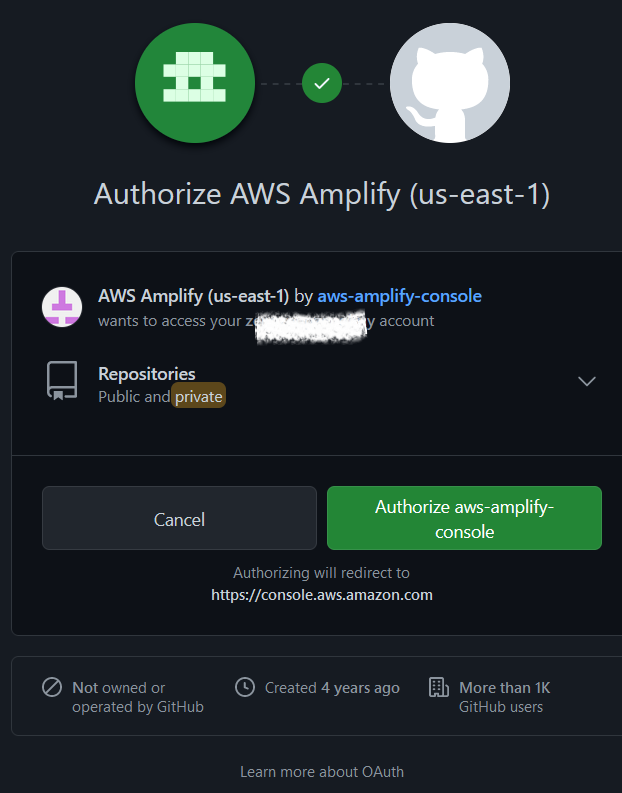 Authorize AWS Amplify (us-east-1)
AWS Amplify (us-east-1) by aws-amplify-console
wants to access your account
Repositories
Public and private
Cancel
Authorize aws-amplify-
console
Authorizing will redirect to
https://console.aws.amazon.com
Not owned or
operated by GitHub
Created 4 years ago
More than 1K
GitHub users
Learn more about OAuth